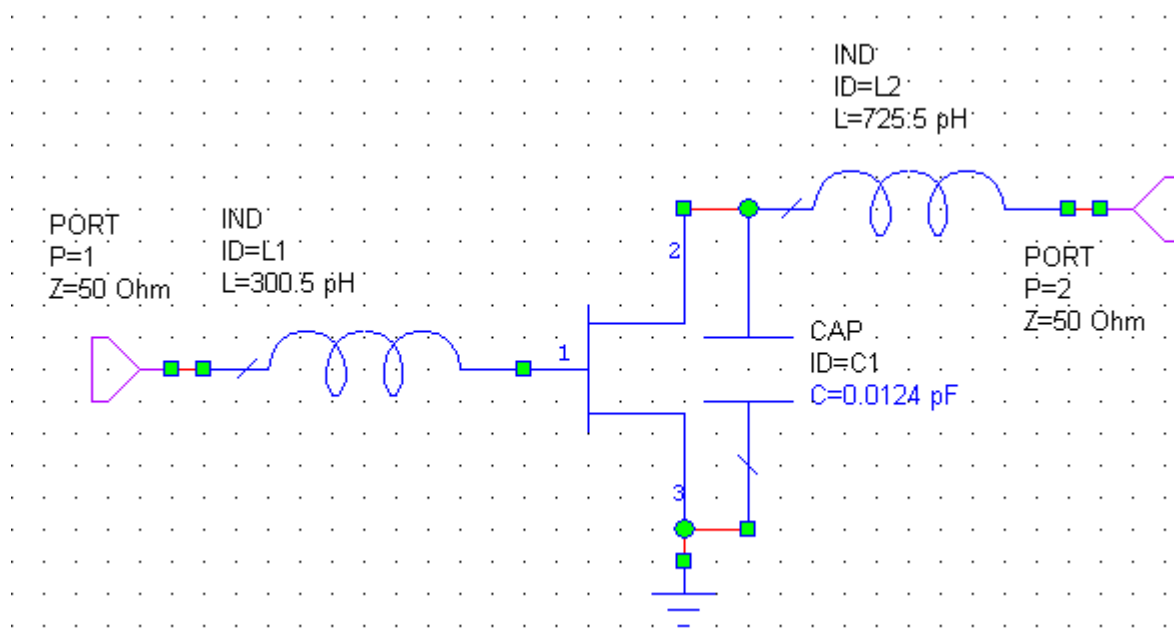 IND
ID=L2
L=725.5 pH
PORT
P=1
Z=50 Ohm
IND
ID=L1
L=300.5 pH
2
PORT
P=2
Z=50 Ohm
1
CAP
ID=C1
C=0.0124 pF
3